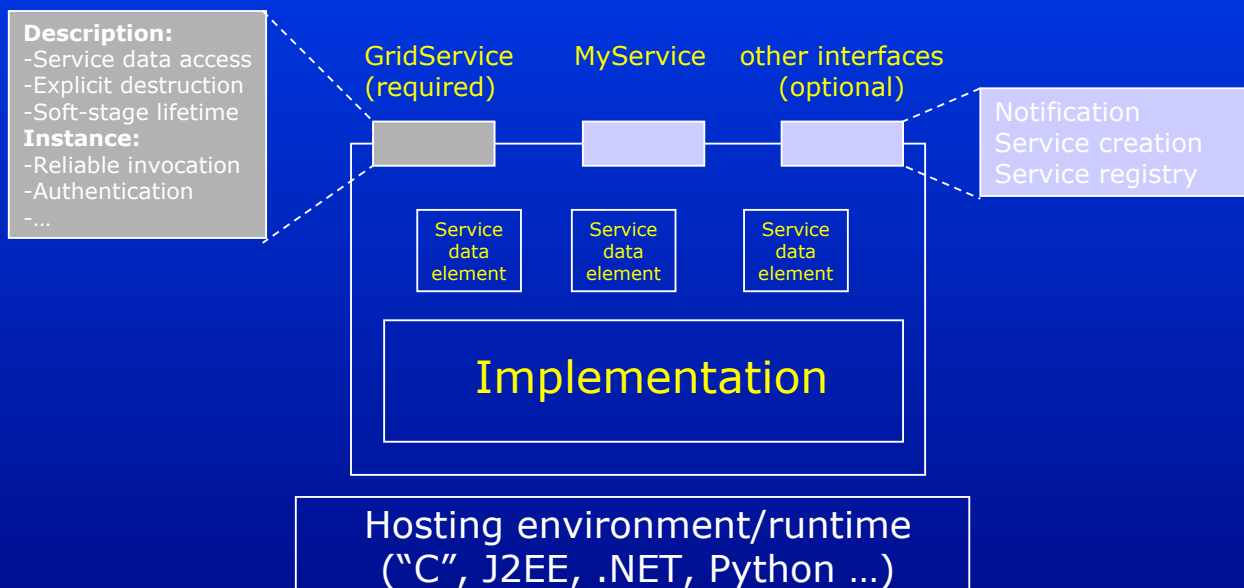 Description:
-Service data access
-Explicit destruction
-Soft-stage lifetime
Instance:
-Reliable invocation
-Authentication
-...
GridService
(required)
MyService
other interfaces
(optional)
Notification
Service creation
Service registry
Service
data
element
Service
data
element
Service
data
element
Implementation
Hosting environment/runtime
(“C”, J2EE, .NET, Python ...)